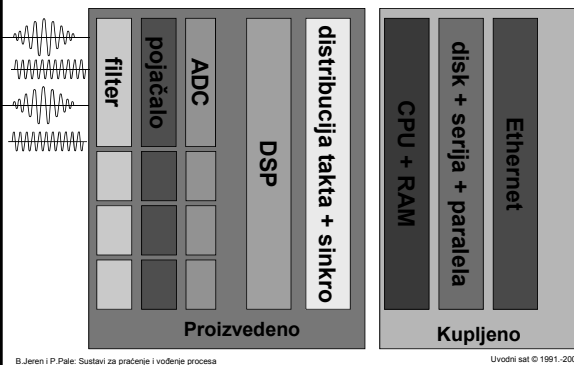 filter
pojačalo
ADC
DSP
distribucija takta + sinkro
CPU + RAM
disk + serija + paralela
Ethernet
Proizvedeno
Kupljeno
B.Jeren i P.Pale: Sustavi za praćenje i vođenje procesa
Uvodni sat © 1991.-200